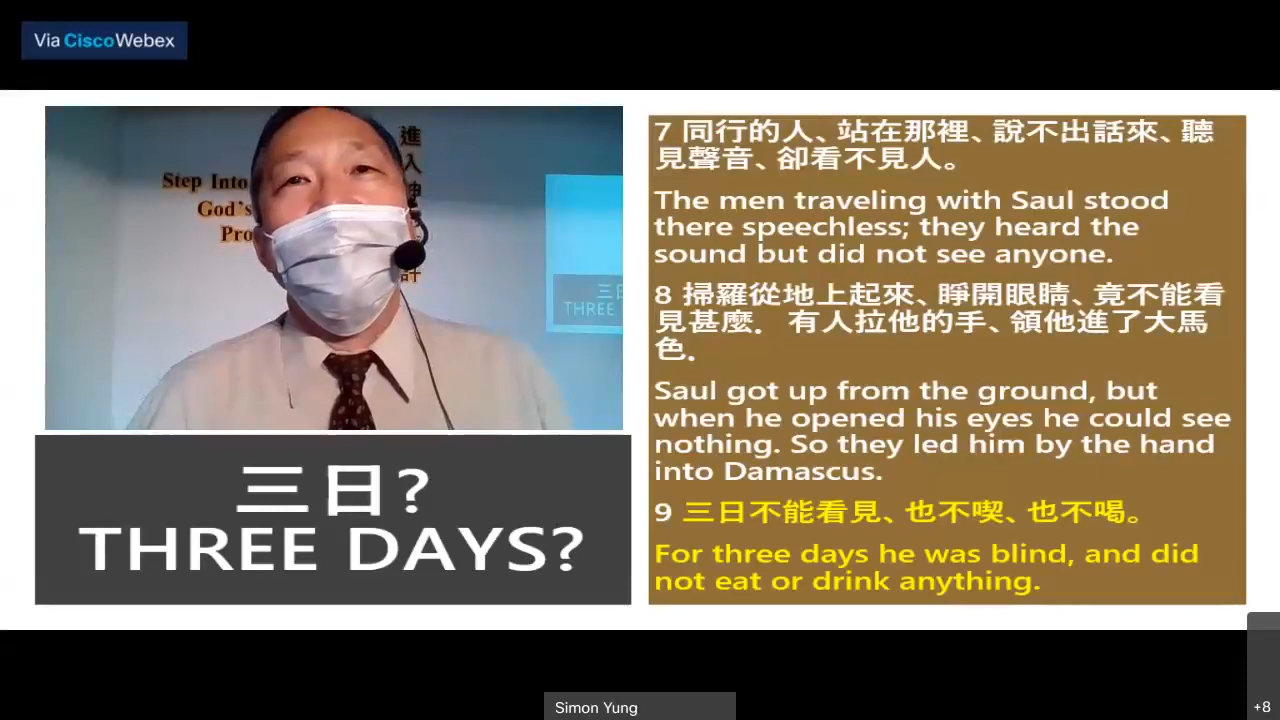 Via CiscoWebex
Step Into
God's
Pro
進入神
計
三日
THREE
三日?
THREE DAYS?
7 同行的人、站在那裡、說不出話來、聽
見聲音、卻看不見人。
The men traveling with Saul stood
there speechless; they heard the
sound but did not see anyone.
8 掃羅從地上起來、睜開眼睛、竟不能看
見甚麼． 有人拉他的手、領他進了大馬
色．
Saul got up from the ground, but
when he opened his eyes he could see
nothing. So they led him by the hand
into Damascus.
9 三日不能看見、也不喫、也不喝。
For three days he was blind, and did
not eat or drink anything.
Simon Yung
+8